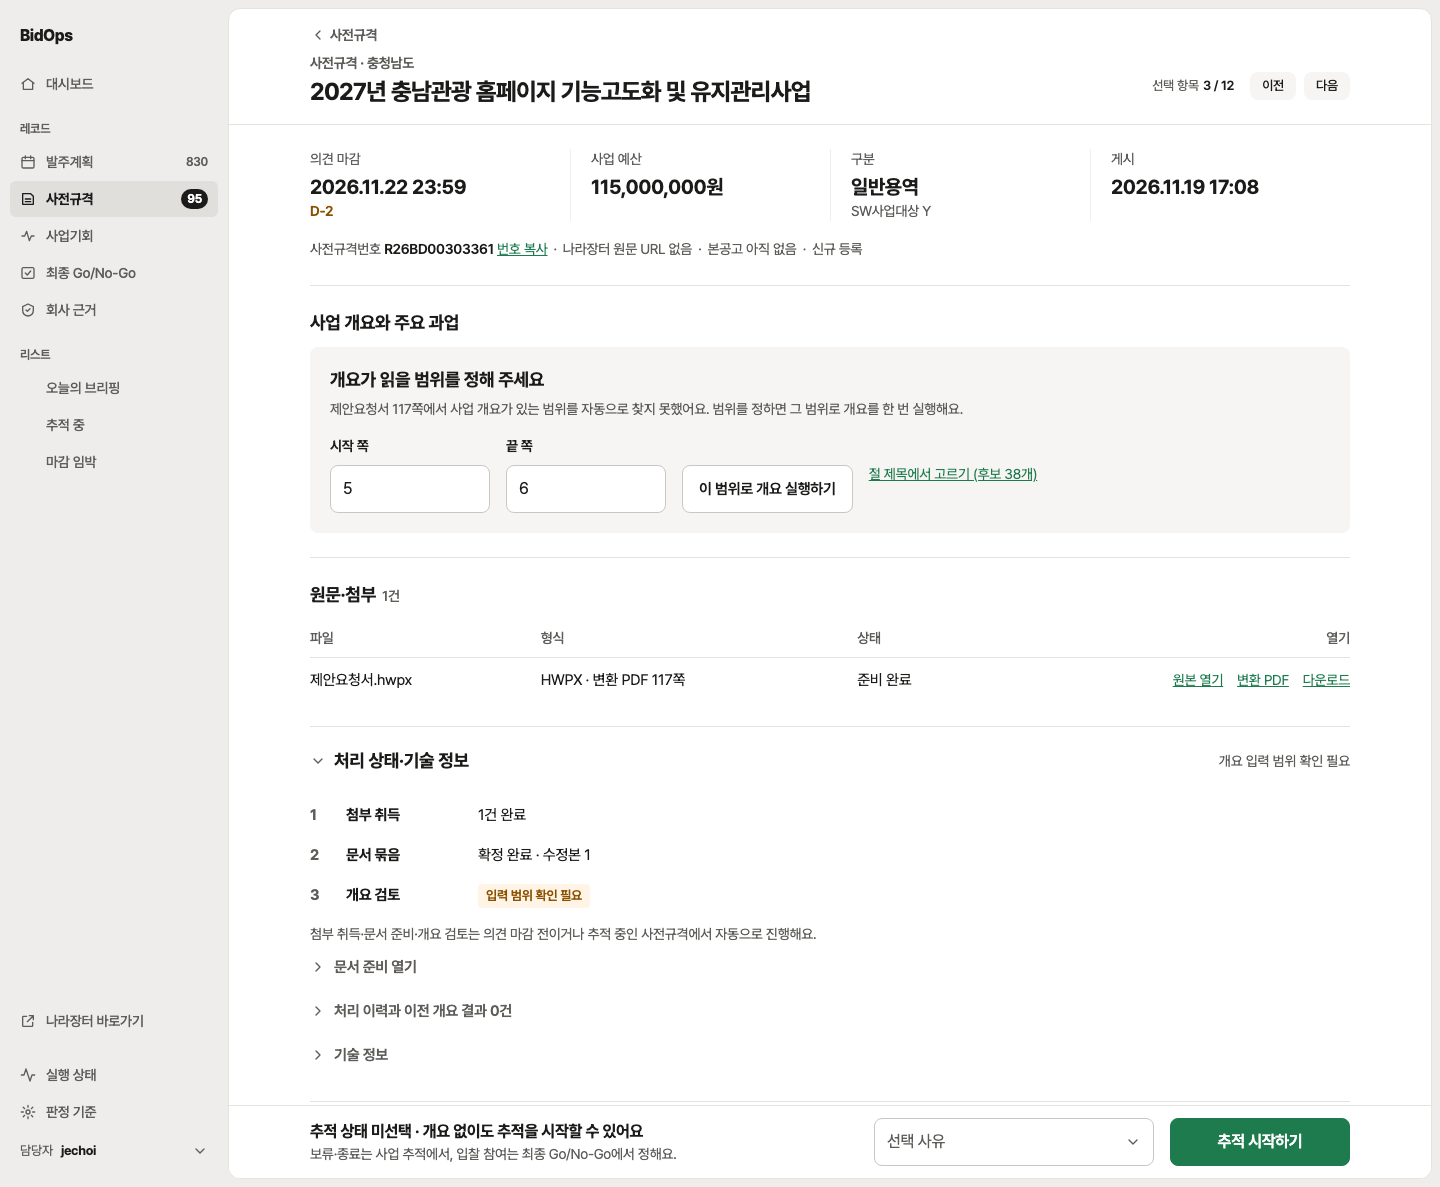 BidOps
대시보드
레코드
발주계획 830
사전규격 95
사업기회
최종 Go/No-Go
회사 근거
리스트
오늘의 브리핑
추적 중
마감 임박
나라장터 바로가기
실행 상태
판정 기준
담당자 jechoi
사전규격
사전규격 · 충청남도
2027년 충남관광 홈페이지 기능고도화 및 유지관리사업
선택 항목 3 / 12 이전 다음
의견 마감
2026.11.22 23:59
D-2
사업 예산
115,000,000원
구분
일반용역
SW사업대상 Y
게시
2026.11.19 17:08
사전규격번호 R26BD00303361 번호 복사 · 나라장터 원문 URL 없음 · 본공고 아직 없음 · 신규 등록
사업 개요와 주요 과업
개요가 읽을 범위를 정해 주세요
제안요청서 117쪽에서 사업 개요가 있는 범위를 자동으로 찾지 못했어요. 범위를 정하면 그 범위로 개요를 한 번 실행해요.
시작 쪽 끝 쪽
5 6 이 범위로 개요 실행하기 절 제목에서 고르기 (후보 38개)
원문·첨부 1건
파일 형식 상태 열기
제안요청서.hwpx HWPX · 변환 PDF 117쪽 준비 완료 원본 열기 변환 PDF 다운로드
처리 상태·기술 정보 개요 입력 범위 확인 필요
1 첨부 취득 1건 완료
2 문서 묶음 확정 완료 · 수정본 1
3 개요 검토 입력 범위 확인 필요
첨부 취득·문서 준비·개요 검토는 의견 마감 전이거나 추적 중인 사전규격에서 자동으로 진행해요.
문서 준비 열기
처리 이력과 이전 개요 결과 0건
기술 정보
추적 상태 미선택 · 개요 없이도 추적을 시작할 수 있어요
보류·종료는 사업 추적에서, 입찰 참여는 최종 Go/No-Go에서 정해요.
선택 사유 추적 시작하기